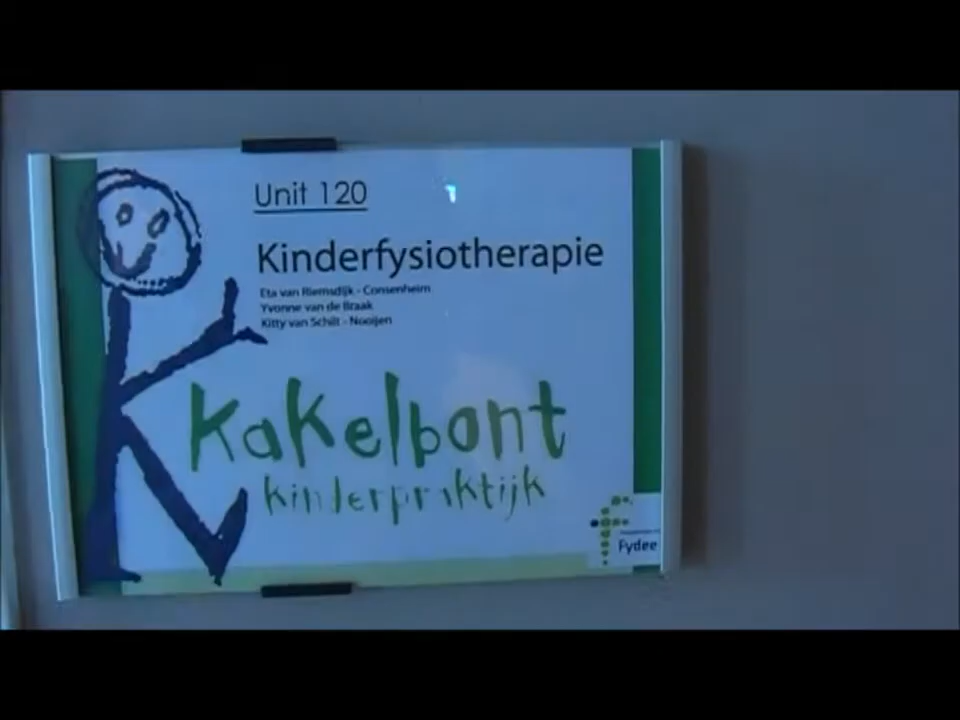 Unit 120
Kinderfysiotherapie
Eta van Riemsdijk - Consenheim
Yvonne van de Braak
Kitty van Schilt - Nooijen
Kakelbont
kinderpraktijk
Fydee